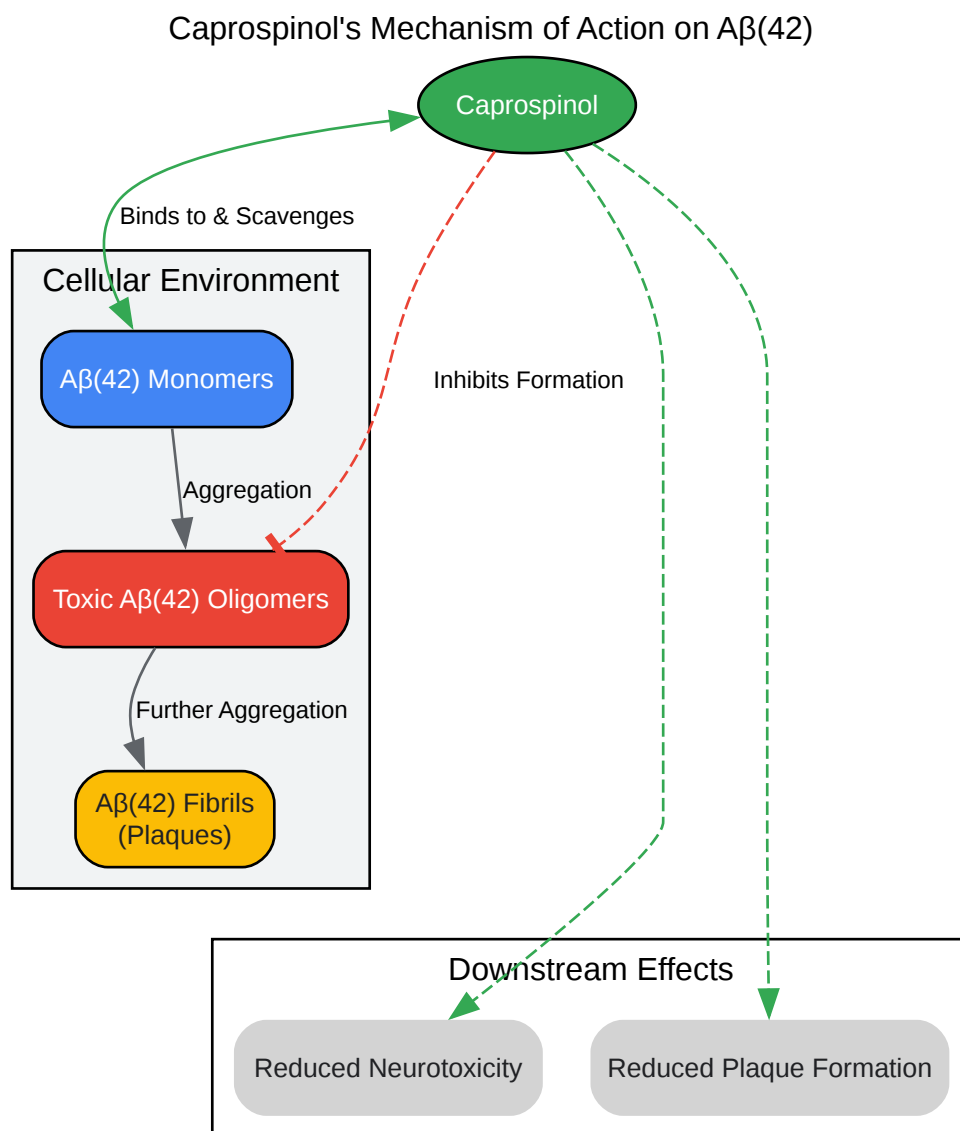 Caprospinol's Mechanism of Action on Aβ(42)
Caprospinol
Binds to & Scavenges
Cellular Environment
Aβ(42) Monomers
Inhibits Formation
Aggregation
Toxic Aβ(42) Oligomers
Further Aggregation
Aβ(42) Fibrils
(Plaques)
Downstream Effects
Reduced Neurotoxicity
Reduced Plaque Formation